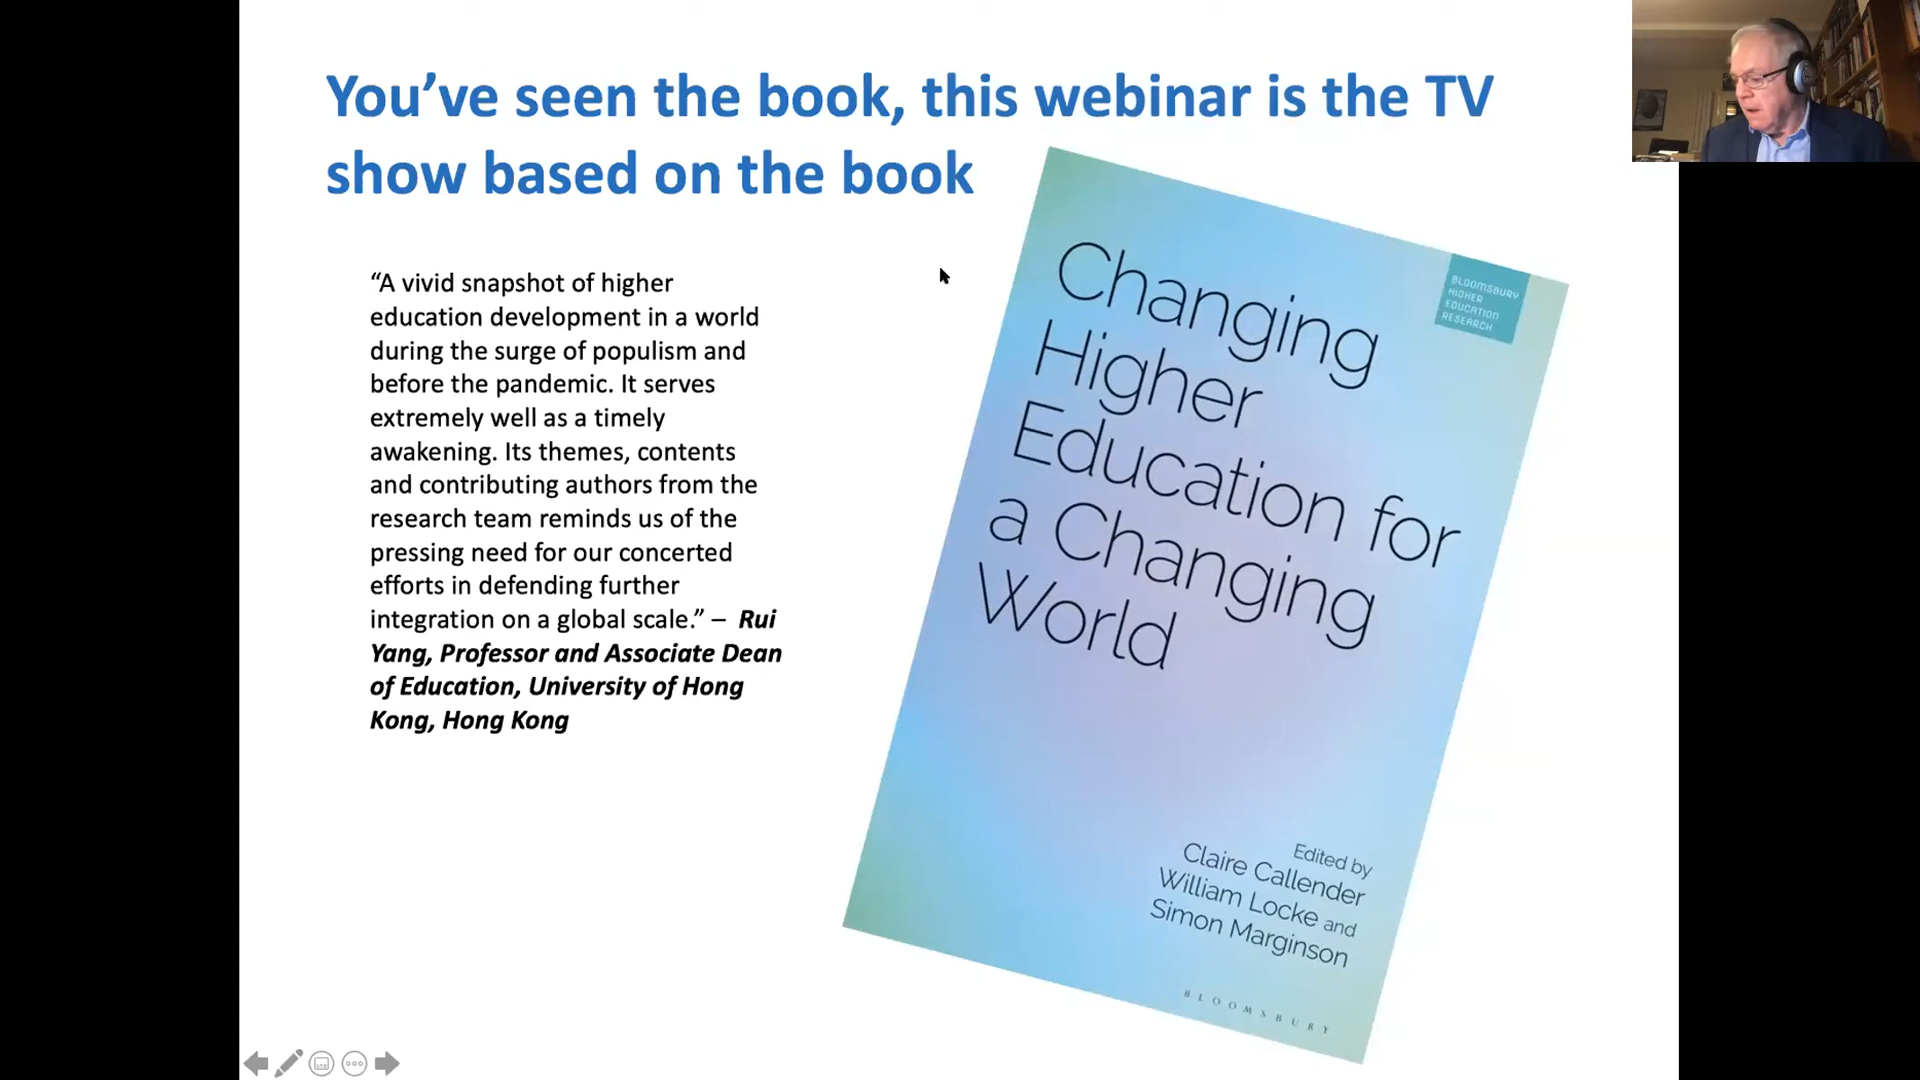 You’ve seen the book, this webinar is the TV
show based on the book
“A vivid snapshot of higher
education development in a world
during the surge of populism and
before the pandemic. It serves
extremely well as a timely
awakening. Its themes, contents
and contributing authors from the
research team reminds us of the
pressing need for our concerted
efforts in defending further
integration on a global scale.” – Rui
Yang, Professor and Associate Dean
of Education, University of Hong
Kong, Hong Kong
BLOOMSBURY
HIGHER
EDUCATION
RESEARCH
Changing
Higher
Education for
a Changing
World
Edited by
Claire Callender
William Locke and
Simon Marginson
BLOOMSBURY